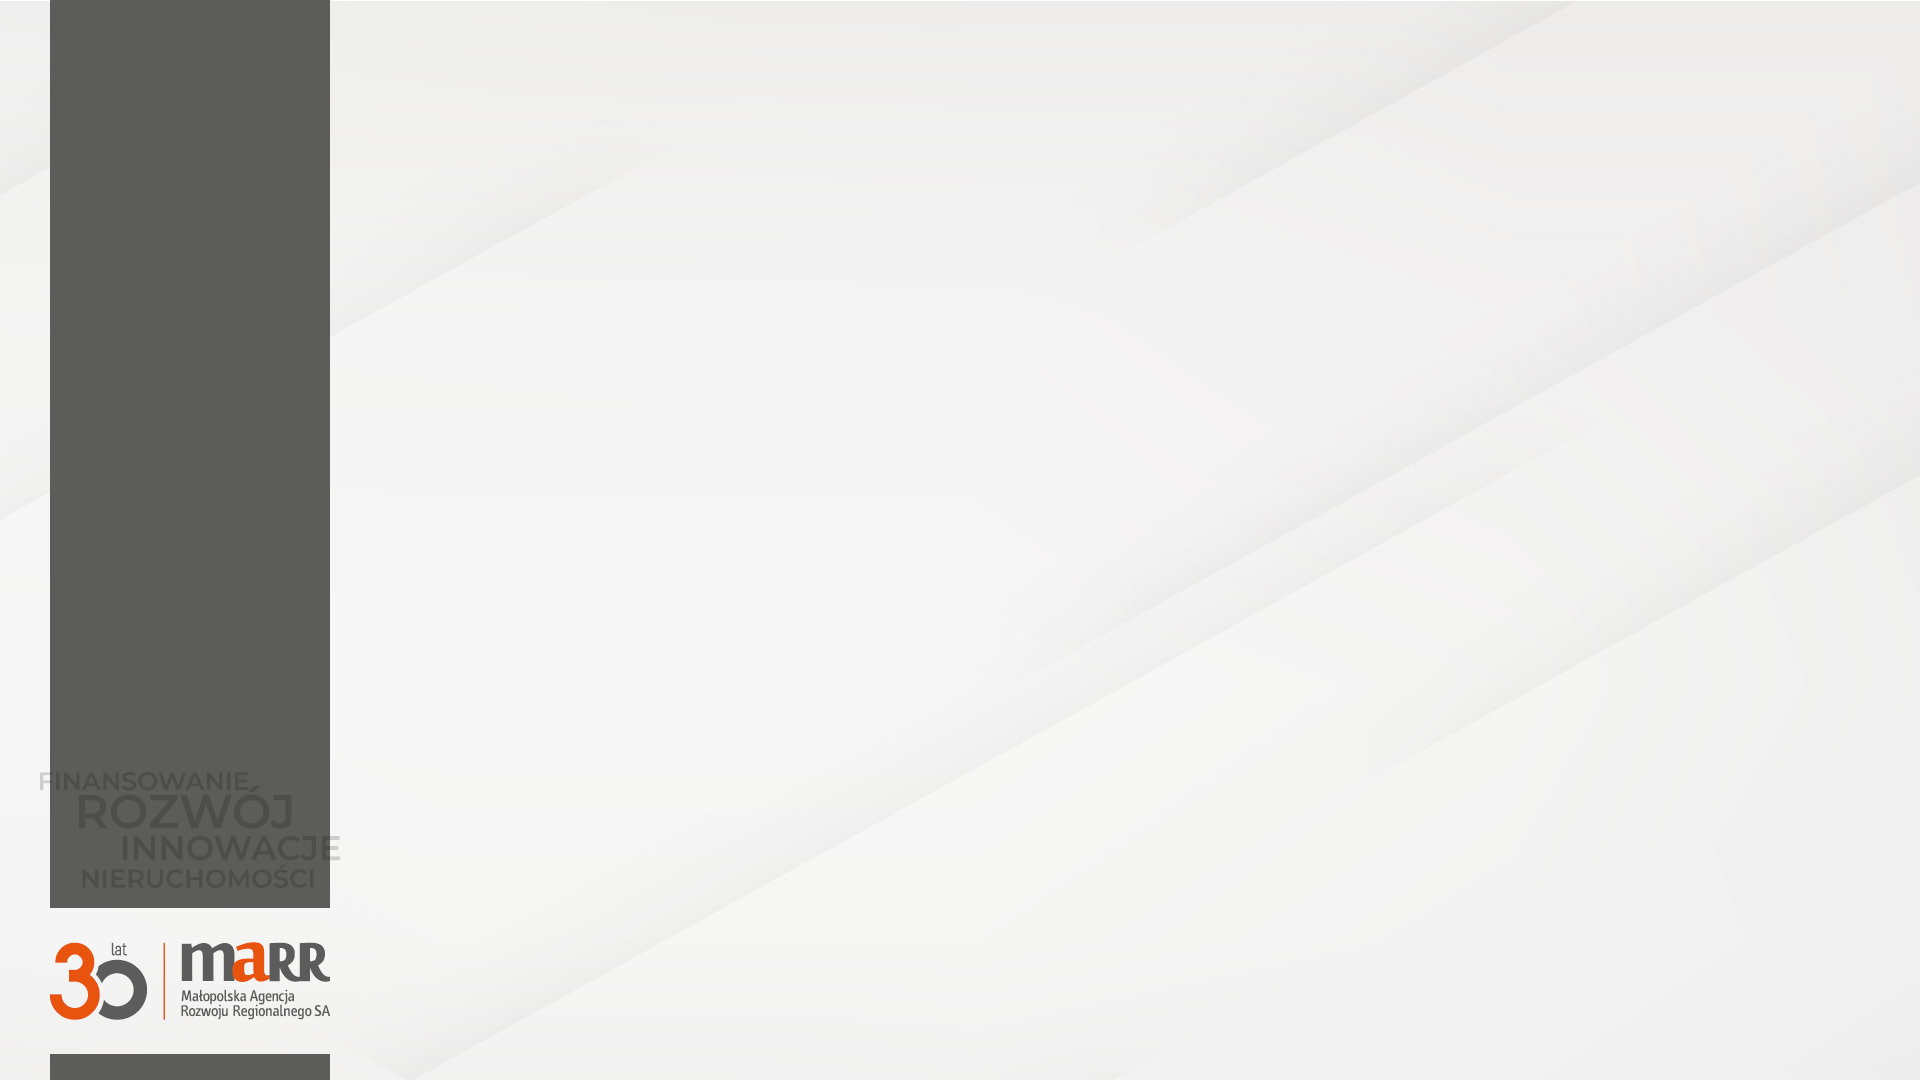 FINANSOWANIE
ROZWÓJ
INNOWACJE
NIERUCHOMOŚCI
30 lat
maRR
Małopolska Agencja
Rozwoju Regionalnego SA